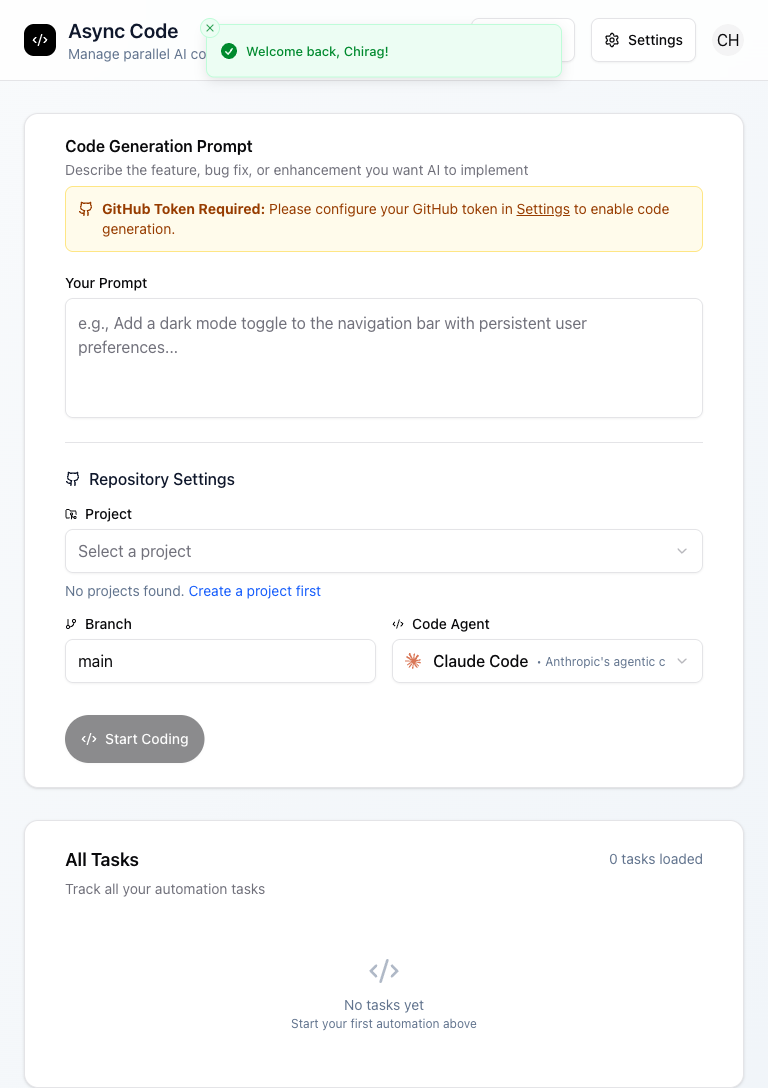 Async Code
Manage parallel AI co
Welcome back, Chirag!
Settings
CH
Code Generation Prompt
Describe the feature, bug fix, or enhancement you want AI to implement
GitHub Token Required: Please configure your GitHub token in Settings to enable code
generation.
Your Prompt
e.g., Add a dark mode toggle to the navigation bar with persistent user
preferences...
Repository Settings
Project
Select a project
No projects found. Create a project first
Branch
Code Agent
main
Claude Code • Anthropic's agentic c
Start Coding
All Tasks
0 tasks loaded
Track all your automation tasks
No tasks yet
Start your first automation above